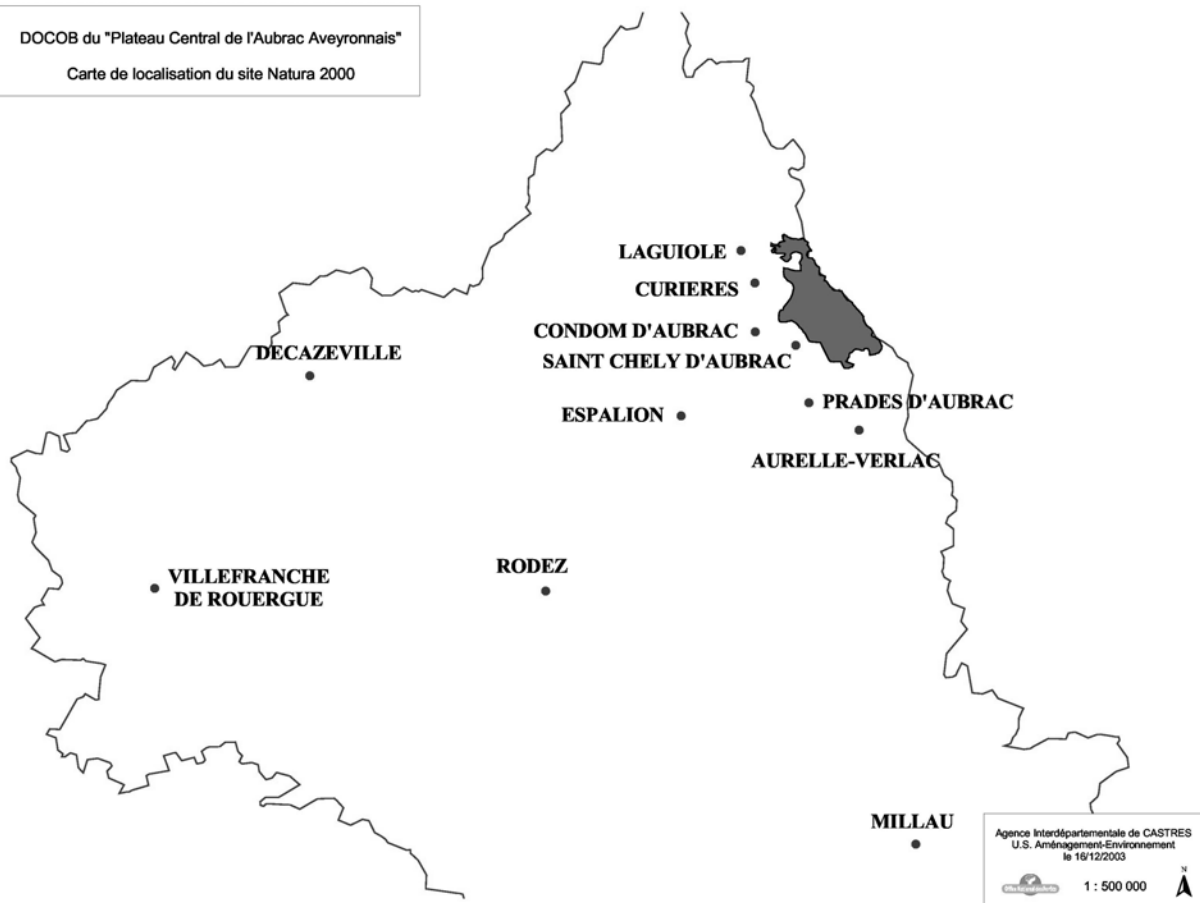 DOCOB du "Plateau Central de l'Aubrac Aveyronnais"
Carte de localisation du site Natura 2000
LAGUIOLE
CURIERES
CONDOM D'AUBRAC
SAINT CHELY D'AUBRAC
DECAZEVILLE
ESPALION
PRADES D'AUBRAC
AURELLE-VERLAC
VILLEFRANCHE
DE ROUERGUE
RODEZ
MILLAU
Agence Interdépartementale de CASTRES
U.S. Aménagement-Environnement
le 16/12/2003
1 : 500 000
N